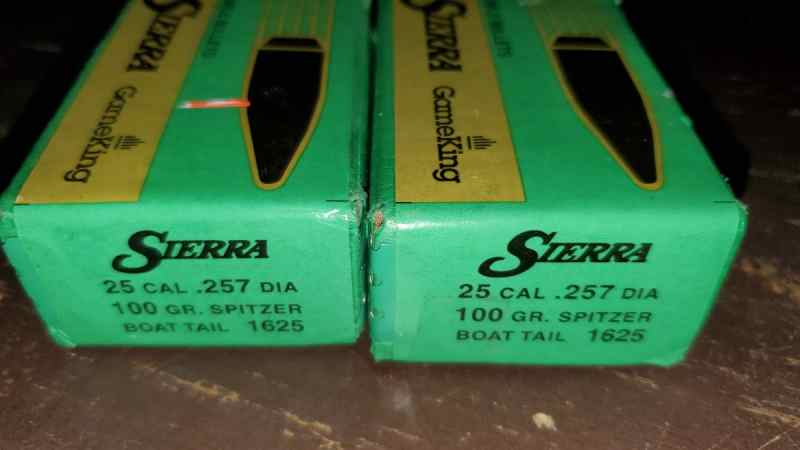 SIERRA
GameKing
SIERRA
25 CAL .257 DIA
100 GR. SPITZER
BOAT TAIL 1625
SIERRA
GameKing
SIERRA
25 CAL .257 DIA
100 GR. SPITZER
BOAT TAIL 1625